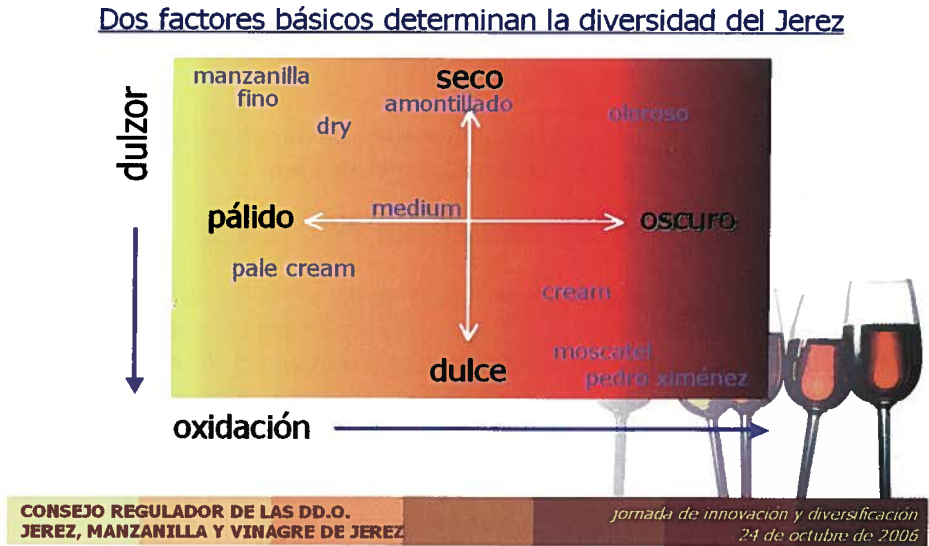 Dos factores básicos determinan la diversidad del Jerez
dulzor
manzanilla
fino
seco
amontillado
dry
oloroso
pálido
medium
oscuro
pale cream
cream
moscatel
dulce
pedro ximénez
oxidación
CONSEJO REGULADOR DE LAS DD.O.
JEREZ, MANZANILLA Y VINAGRE DE JEREZ
jornada de innovación y diversificación
24 de octubre de 2006